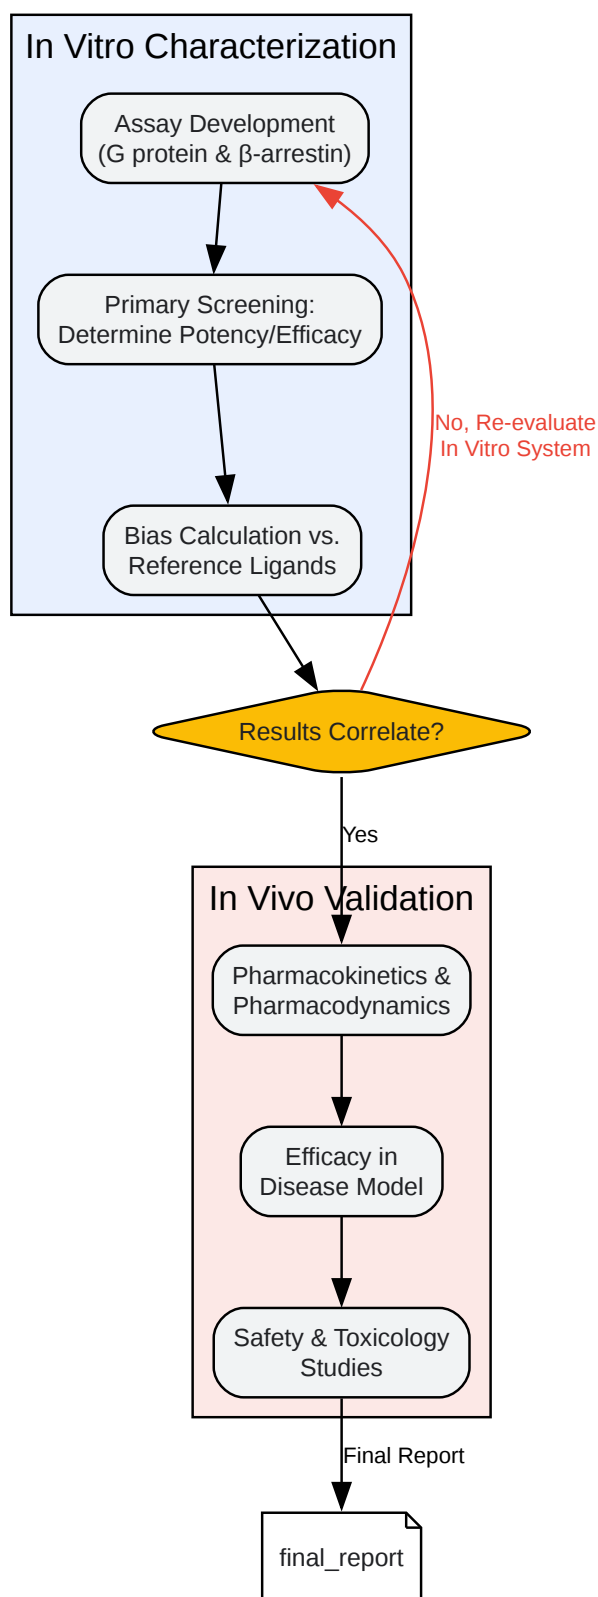 In Vitro Characterization
Assay Development
(G protein & β-arrestin)
Primary Screening:
Determine Potency/Efficacy
No, Re-evaluate
In Vitro System
Bias Calculation vs.
Reference Ligands
Results Correlate?
Yes
In Vivo Validation
Pharmacokinetics &
Pharmacodynamics
Efficacy in
Disease Model
Safety & Toxicology
Studies
Final Report
final_report